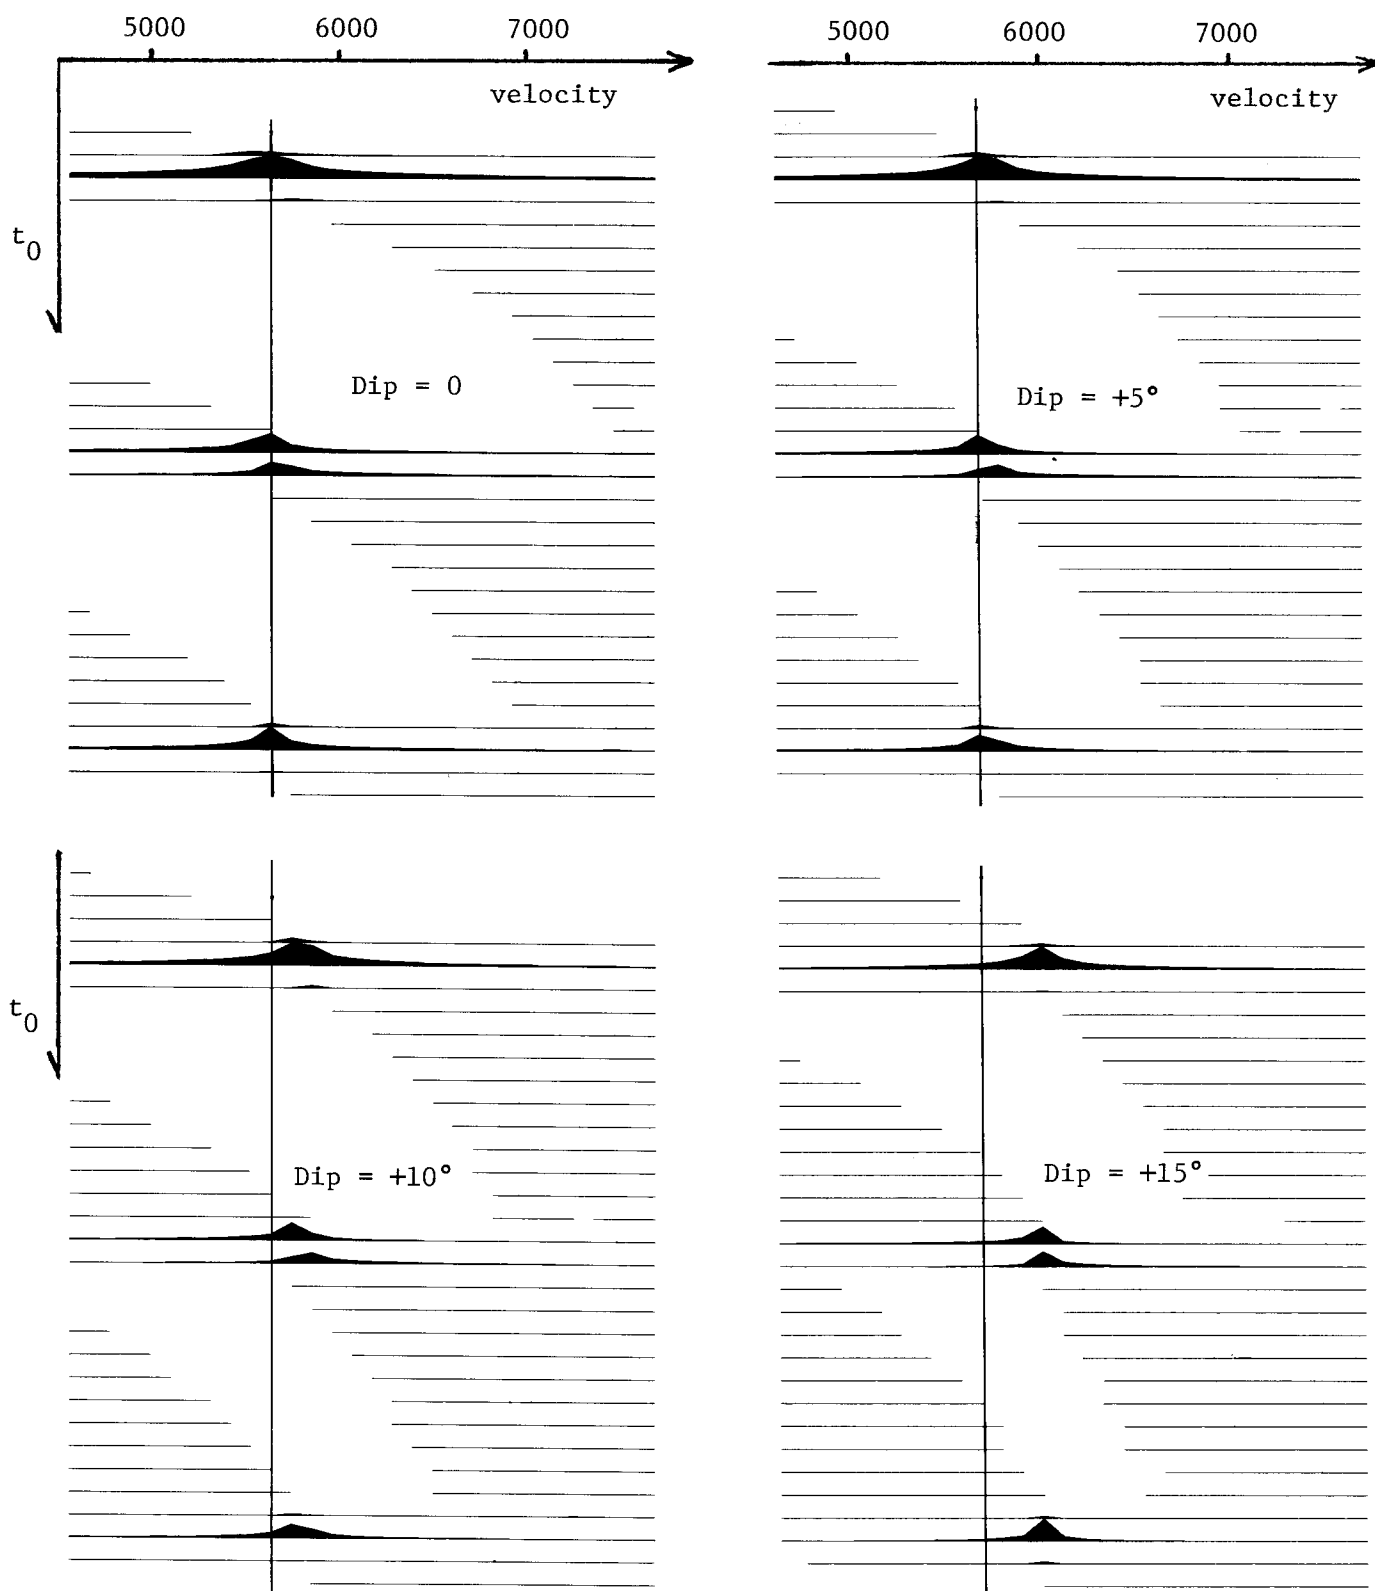 5000 6000 7000
velocity
t0
Dip = 0
5000 6000 7000
velocity
Dip = +5°
t0
Dip = +10°
Dip = +15°